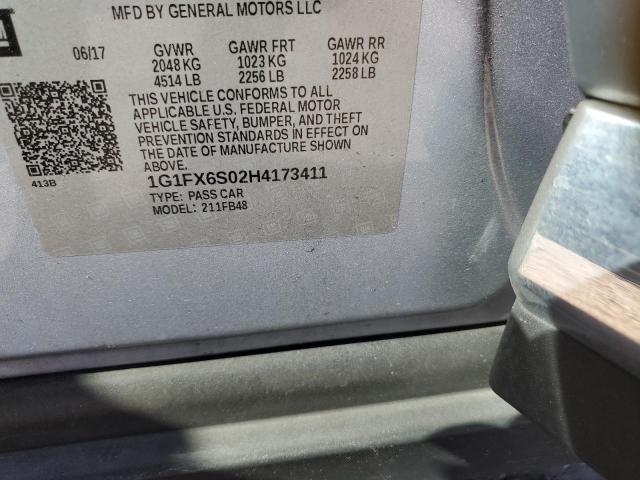 MFD BY GENERAL MOTORS LLC
06/17 GVWR GAWR FRT GAWR RR
2048 KG 1023 KG 1024 KG
4514 LB 2256 LB 2258 LB
THIS VEHICLE CONFORMS TO ALL
APPLICABLE U.S. FEDERAL MOTOR
VEHICLE SAFETY, BUMPER, AND THEFT
PREVENTION STANDARDS IN EFFECT ON
THE DATE OF MANUFACTURE SHOWN
ABOVE.
413B
1G1FX6S02H4173411
TYPE: PASS CAR
MODEL: 211FB48